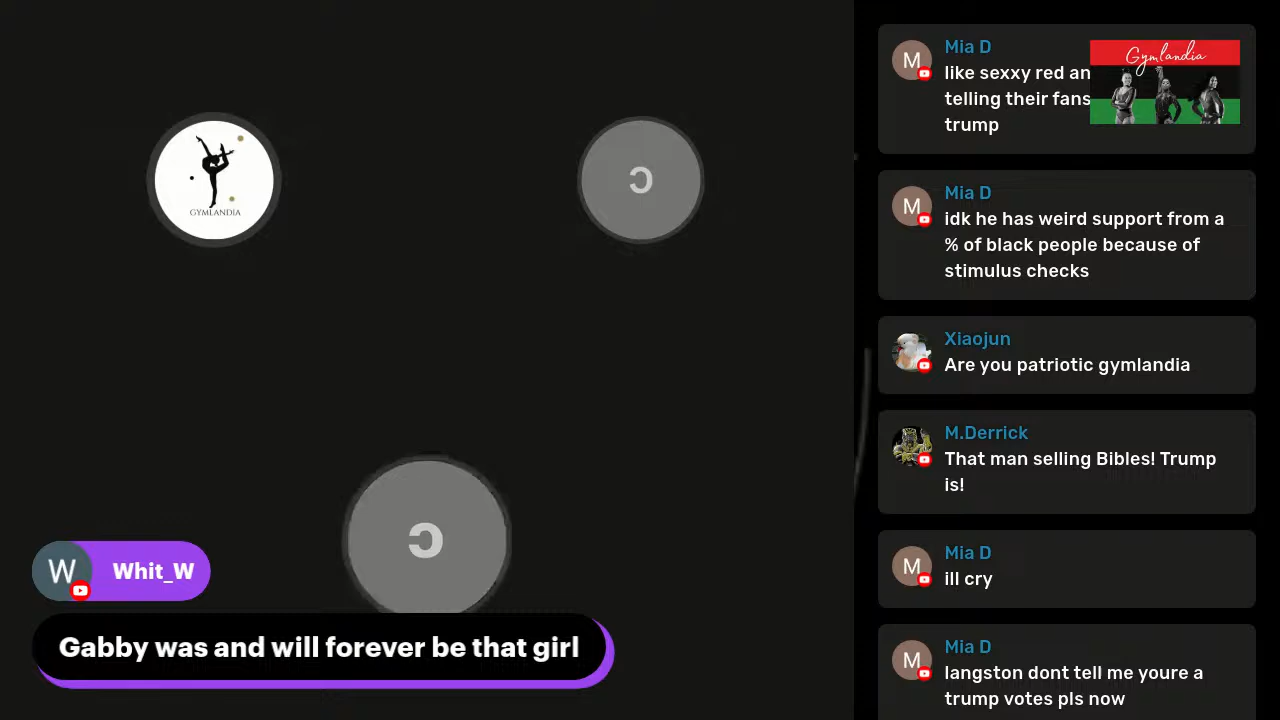 GYMLANDIA
C
C
W
Whit_W
Gabby was and will forever be that girl
M
Mia D
like sexxy red an
telling their fans
trump
Gymlandia
M
Mia D
idk he has weird support from a
% of black people because of
stimulus checks
Xiaojun
Are you patriotic gymlandia
M.Derrick
That man selling Bibles! Trump
is!
M
Mia D
ill cry
M
Mia D
langston dont tell me youre a
trump votes pls now